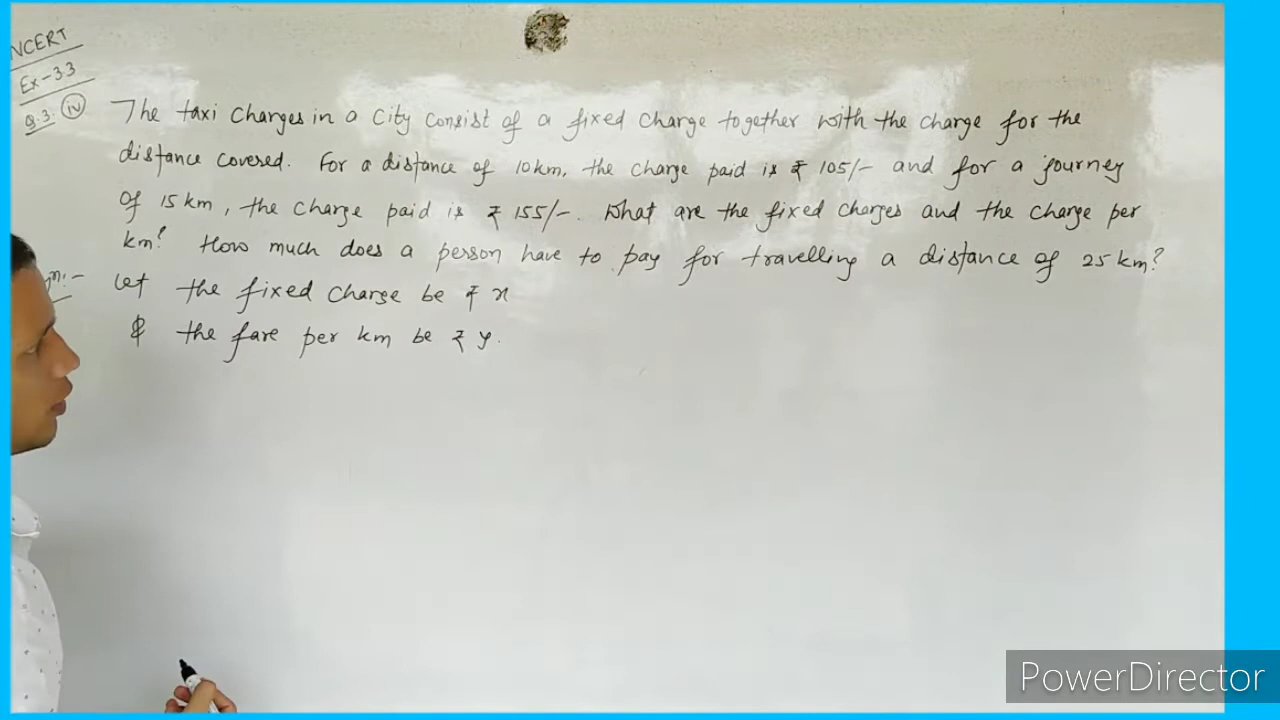 NCERT
Ex-3.3
Q.3. (iv) The taxi charges in a city consist of a fixed charge together with the charge for the
distance covered. For a distance of 10 km, the charge paid is ₹ 105/- and for a journey
of 15 km, the charge paid is ₹ 155/-. What are the fixed charges and the charge per
km? How much does a person have to pay for travelling a distance of 25 km?
Let the fixed charge be ₹ x
& the fare per km be ₹ y.
PowerDirector